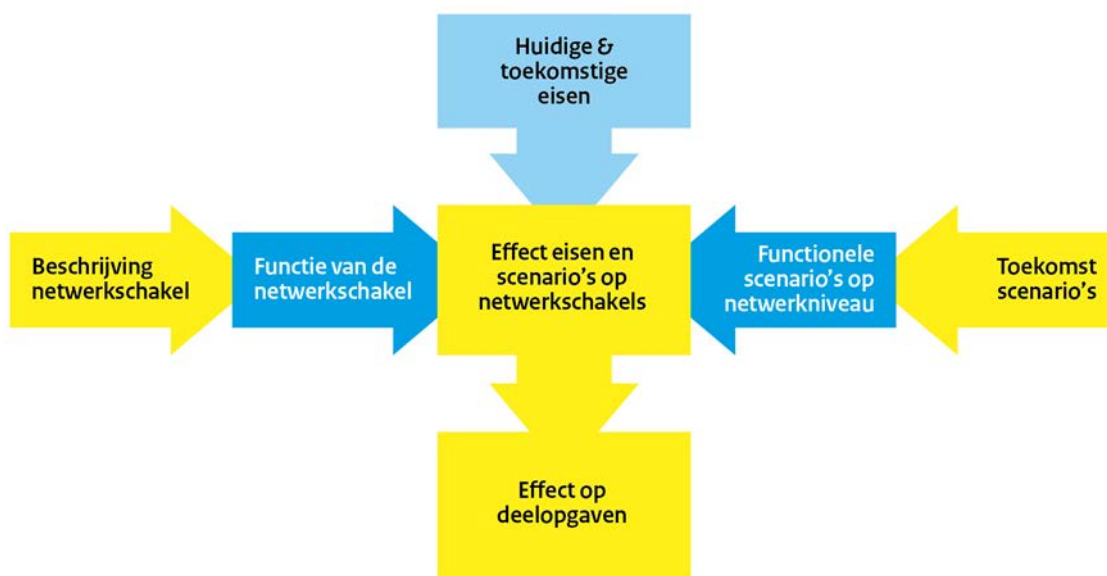 Huidige &
toekomstige
eisen
Beschrijving
netwerkschakel
Functie van de
netwerkschakel
Effect eisen en
scenario's op
netwerkschakels
Functionele
scenario's op
netwerkniveau
Toekomst
scenario's
Effect op
deelopgaven